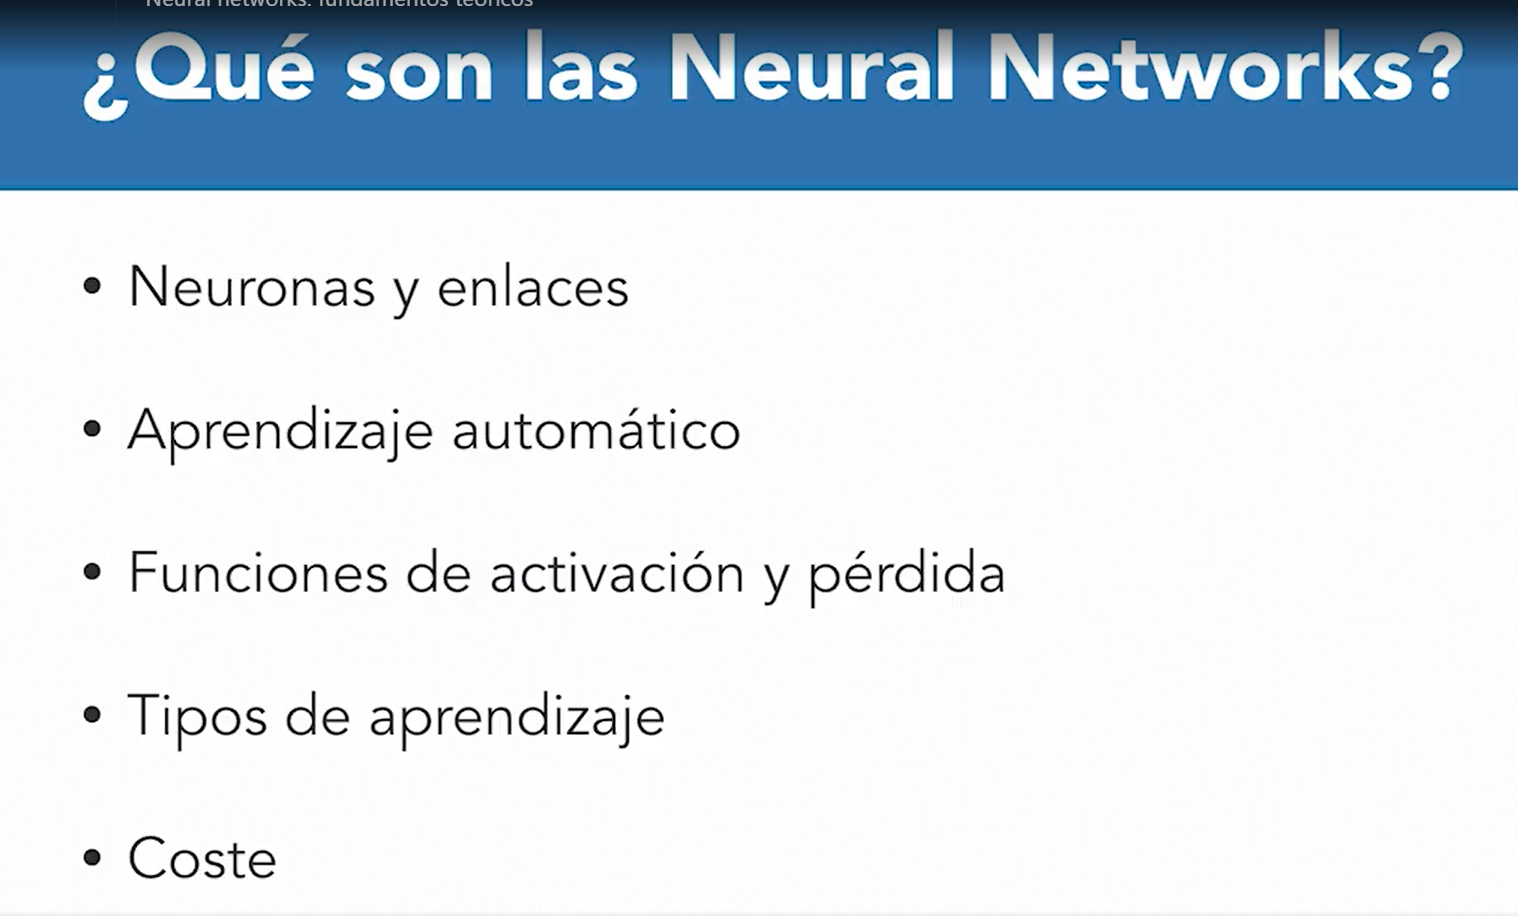 Neural networks: fundamentos teóricos
¿Qué son las Neural Networks?
• Neuronas y enlaces
• Aprendizaje automático
• Funciones de activación y pérdida
• Tipos de aprendizaje
• Coste